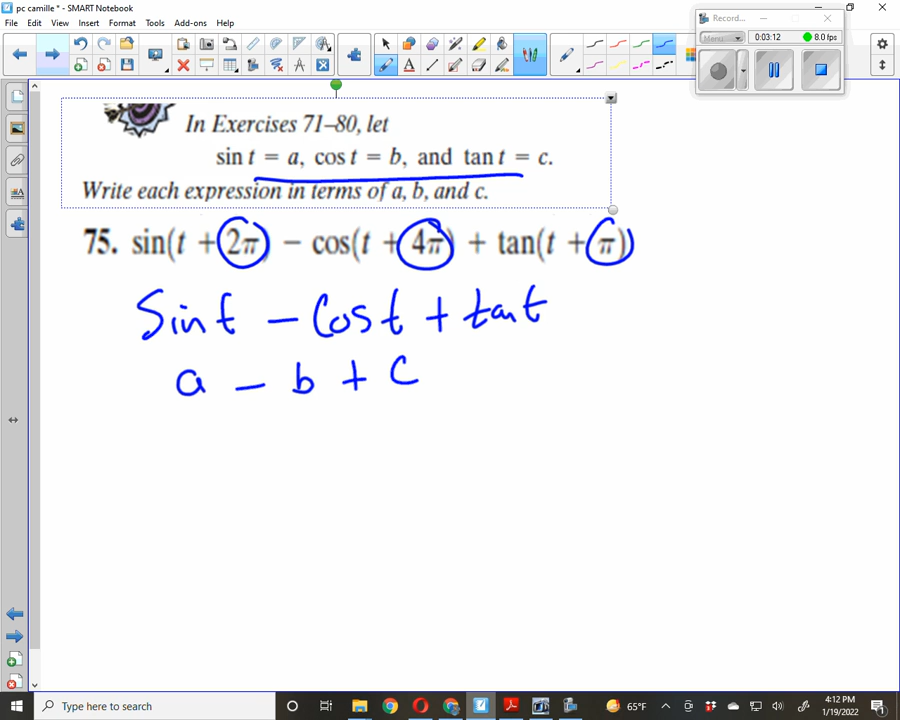 pc camille * - SMART Notebook
File Edit View Insert Format Tools Add-ons Help
Record...
Menu
0:03:12
8.0 fps
In Exercises 71–80, let
sin t = a, cos t = b, and tan t = c.
Write each expression in terms of a, b, and c.
75. sin(t + 2π) − cos(t + 4π) + tan(t + π)
Sin t − Cos t + tan t
a − b + c
Type here to search
65°F
4:12 PM
1/19/2022